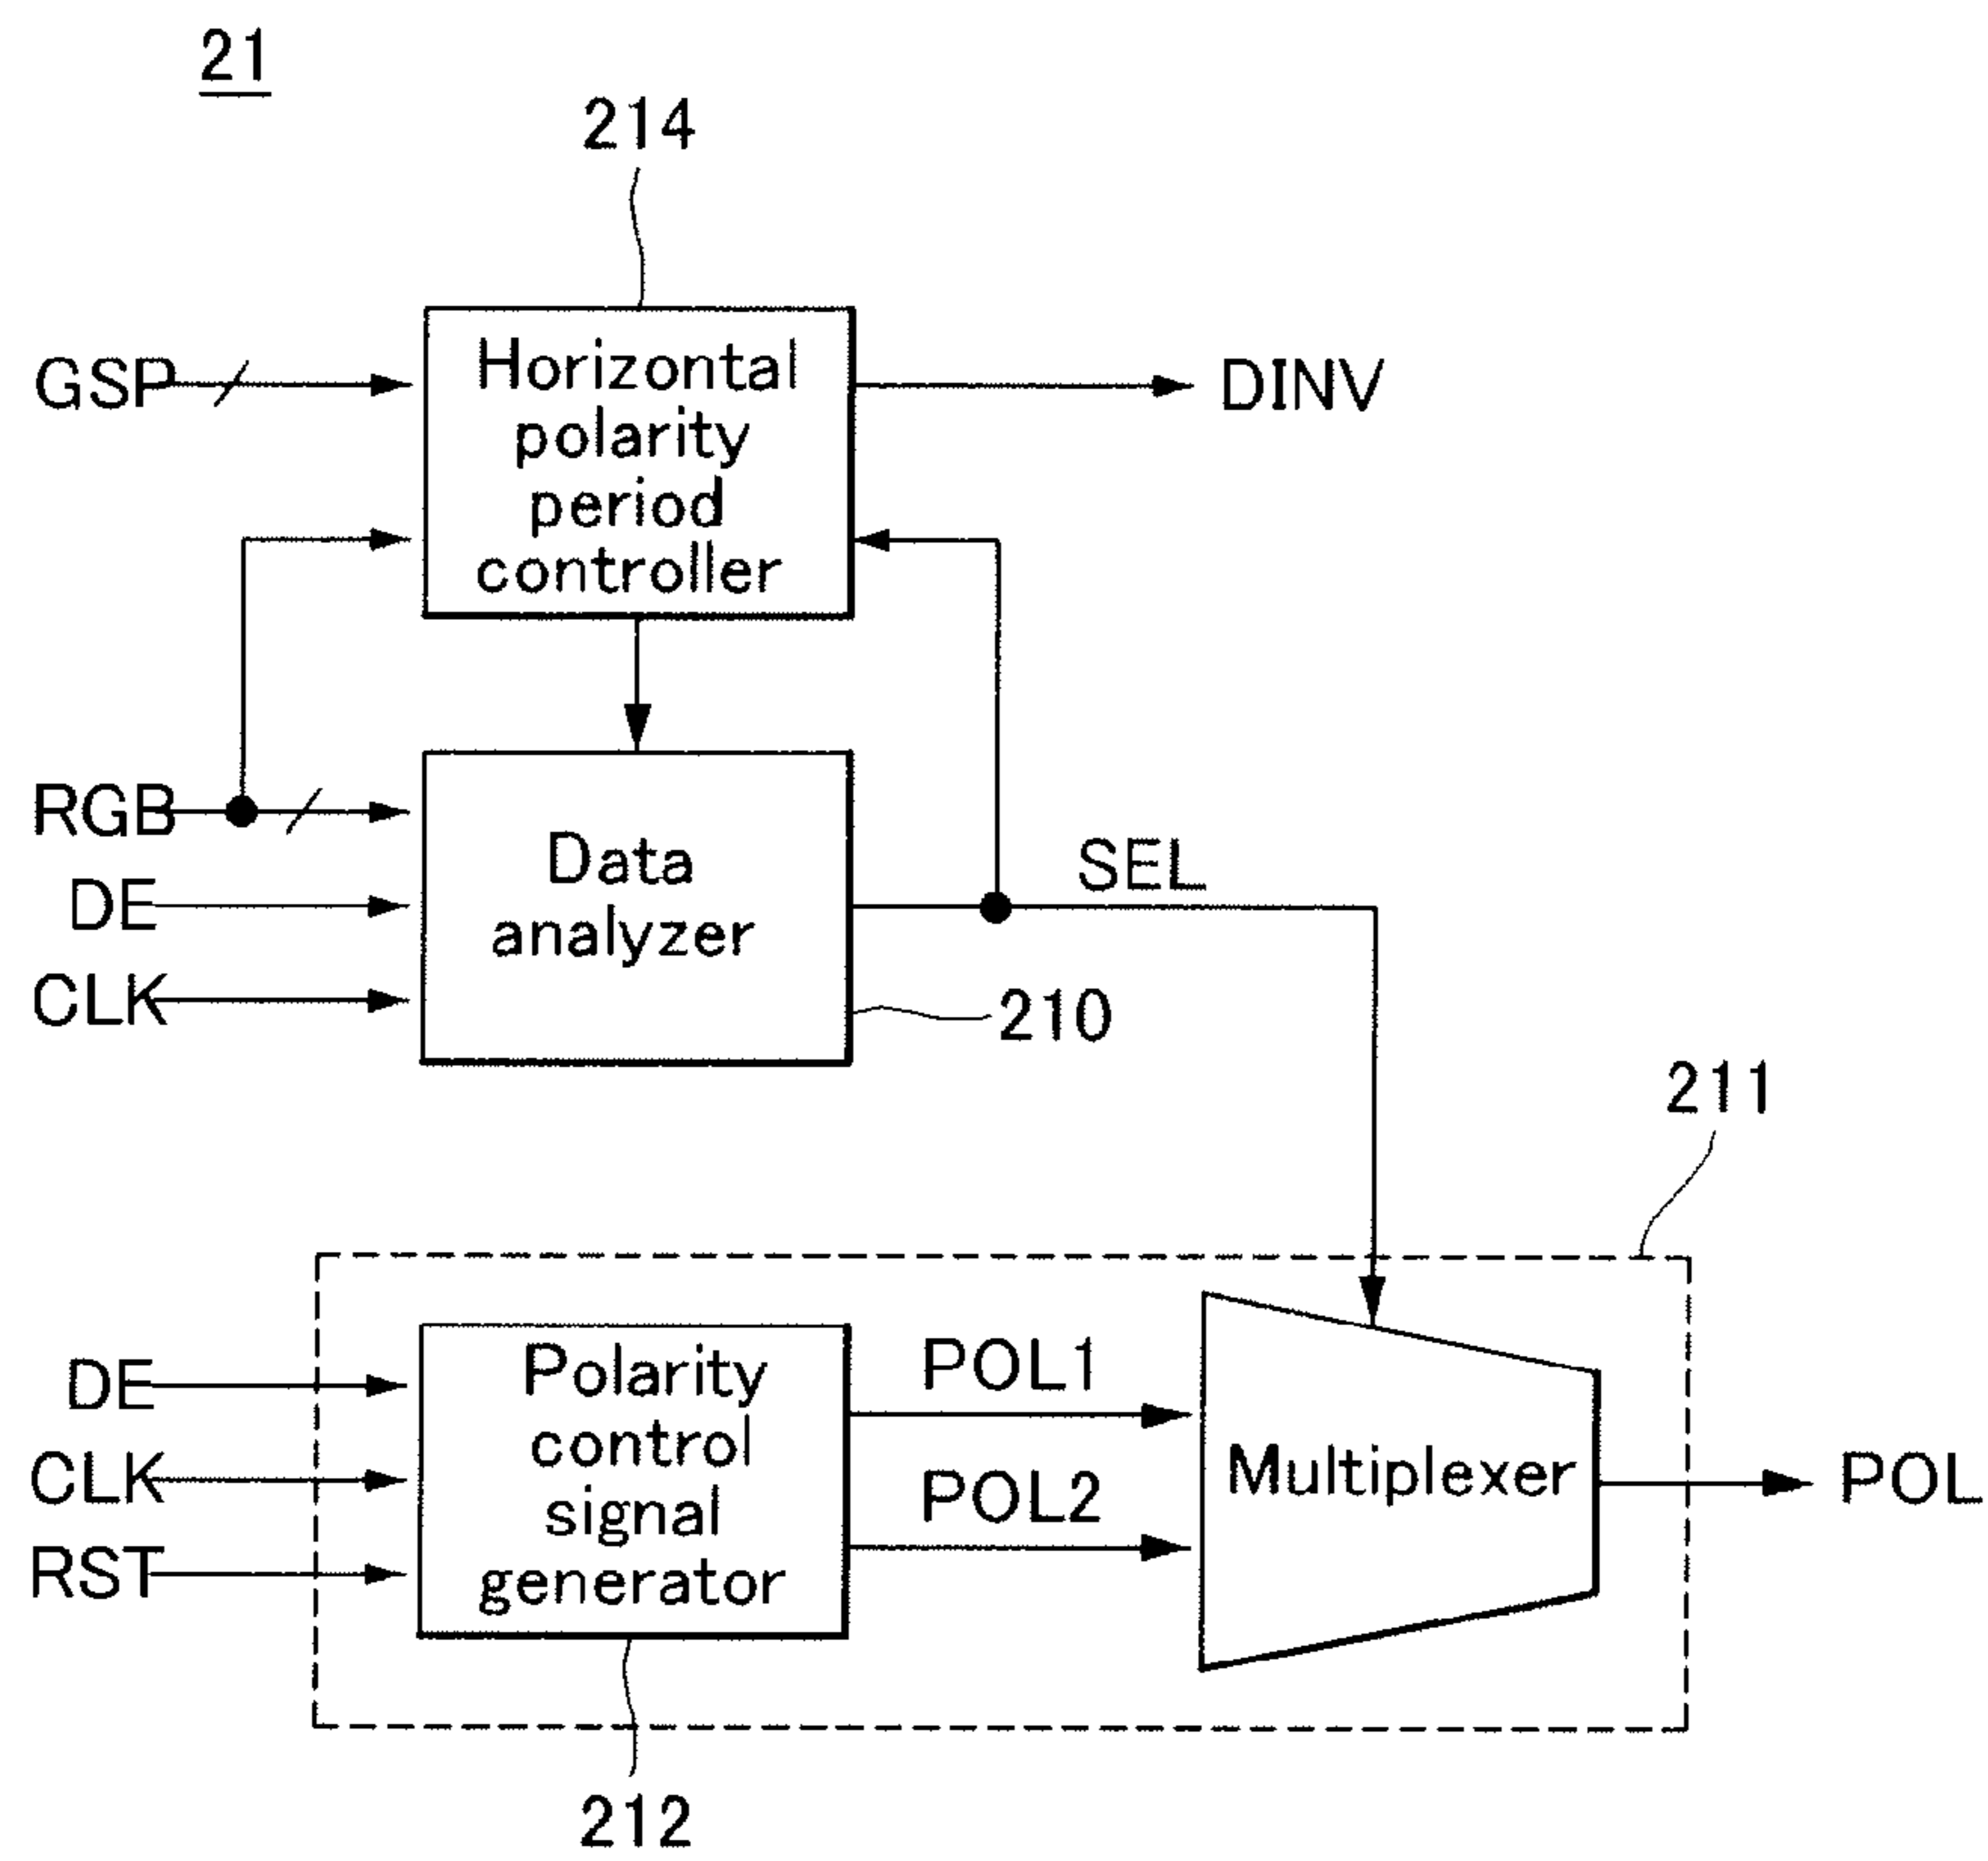 21
214
GSP
Horizontal
polarity
period
controller
DINV
RGB
DE
CLK
Data
analyzer
SEL
210
211
DE
CLK
RST
Polarity
control
signal
generator
POL1
POL2
Multiplexer
POL
212